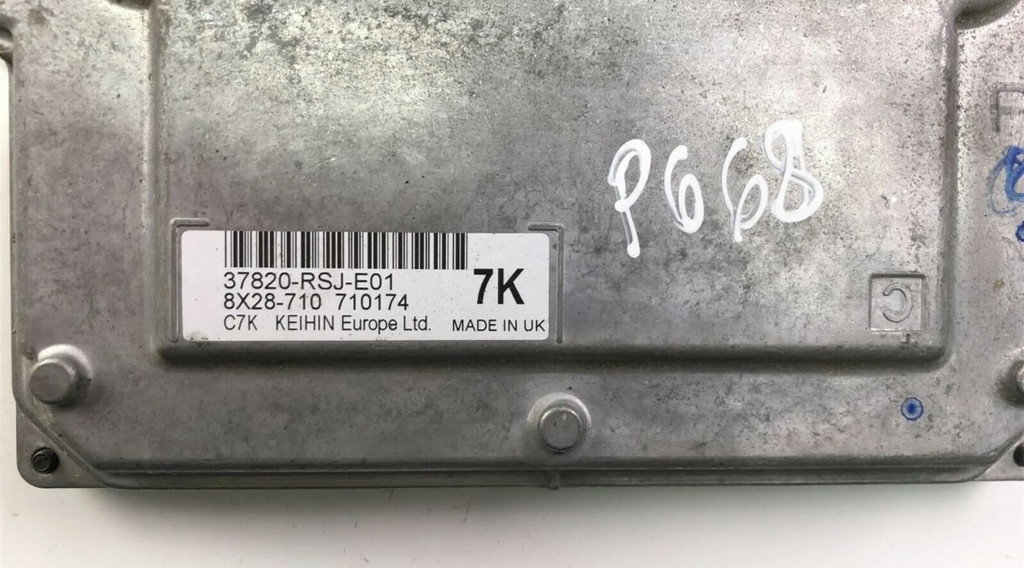 P668
37820-RSJ-E01
8X28-710 710174
7K
C7K KEIHIN Europe Ltd. MADE IN UK
C